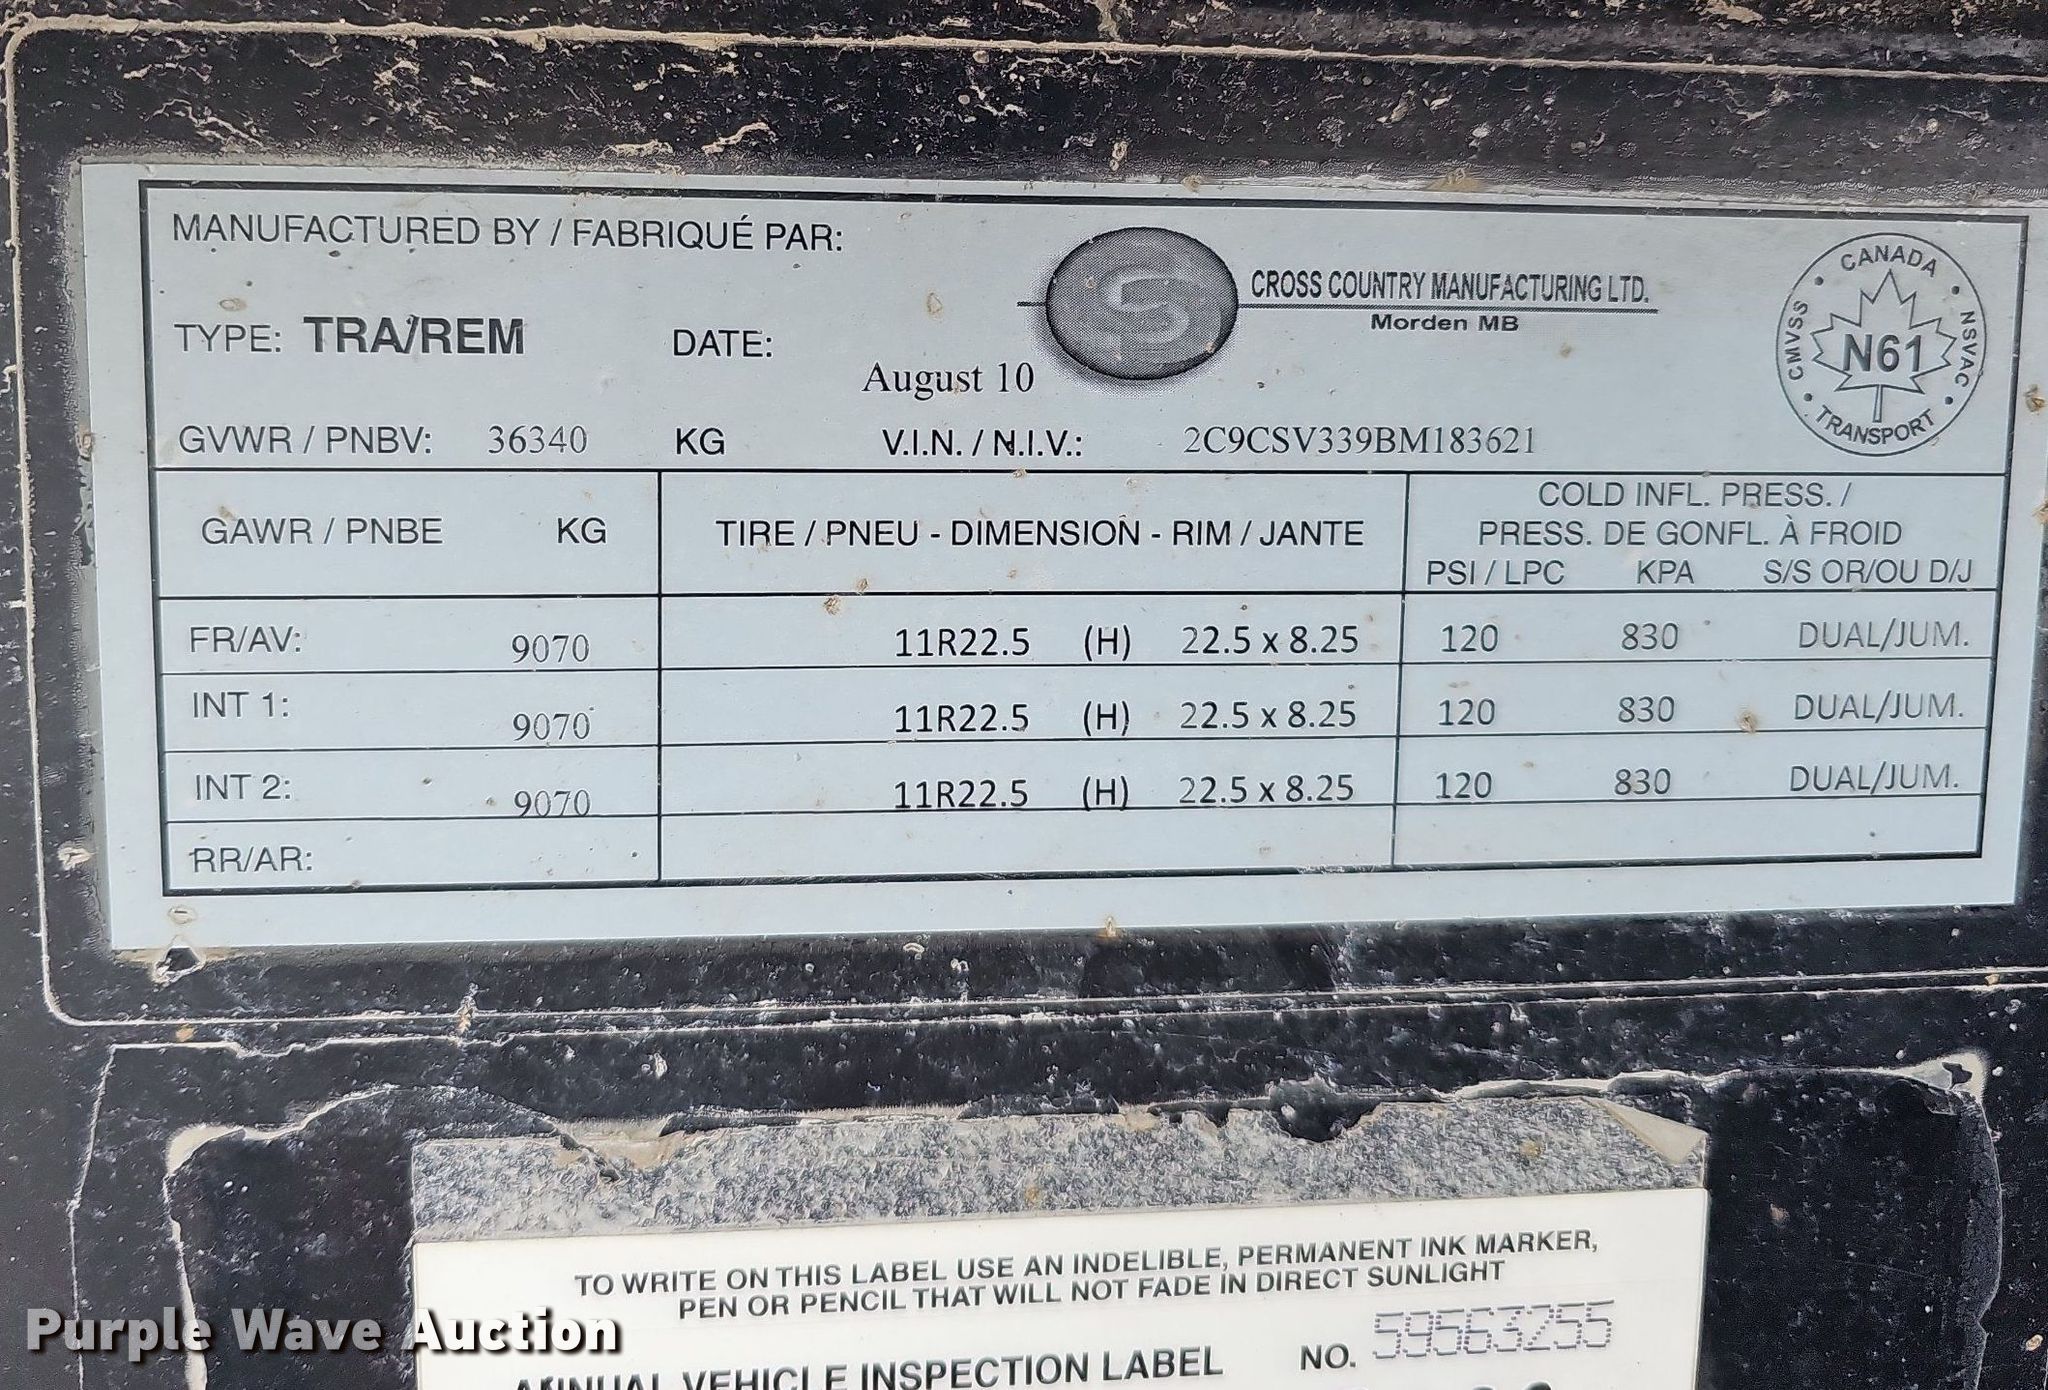 MANUFACTURED BY / FABRIQUÉ PAR:
S
CROSS COUNTRY MANUFACTURING LTD.
Morden MB
CANADA
CMVSS
NSVAC
N61
TRANSPORT
TYPE: TRA/REM
DATE:
August 10
GVWR / PNBV: 36340 KG V.I.N. / N.I.V.: 2C9CSV339BM183621
GAWR / PNBE KG
TIRE / PNEU - DIMENSION - RIM / JANTE
COLD INFL. PRESS. /
PRESS. DE GONFL. À FROID
PSI / LPC KPA S/S OR/OU D/J
FR/AV: 9070 11R22.5 (H) 22.5 x 8.25 120 830 DUAL/JUM.
INT 1: 9070 11R22.5 (H) 22.5 x 8.25 120 830 DUAL/JUM.
INT 2: 9070 11R22.5 (H) 22.5 x 8.25 120 830 DUAL/JUM.
RR/AR:
TO WRITE ON THIS LABEL USE AN INDELIBLE, PERMANENT INK MARKER,
PEN OR PENCIL THAT WILL NOT FADE IN DIRECT SUNLIGHT
ANNUAL VEHICLE INSPECTION LABEL NO. 59563255
Purple Wave Auction